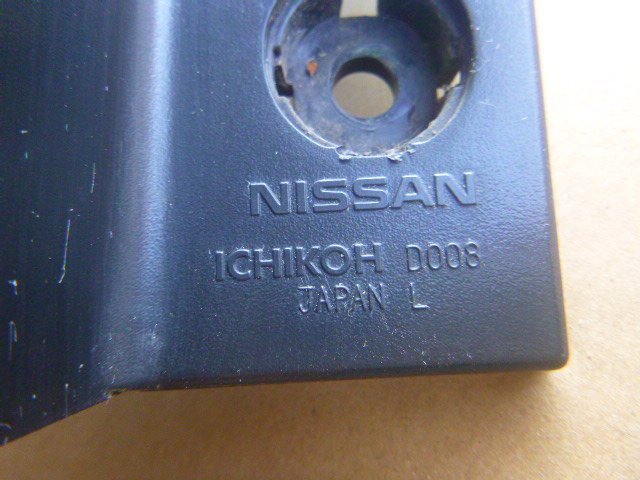 NISSAN
ICHIKOH D008
JAPAN L